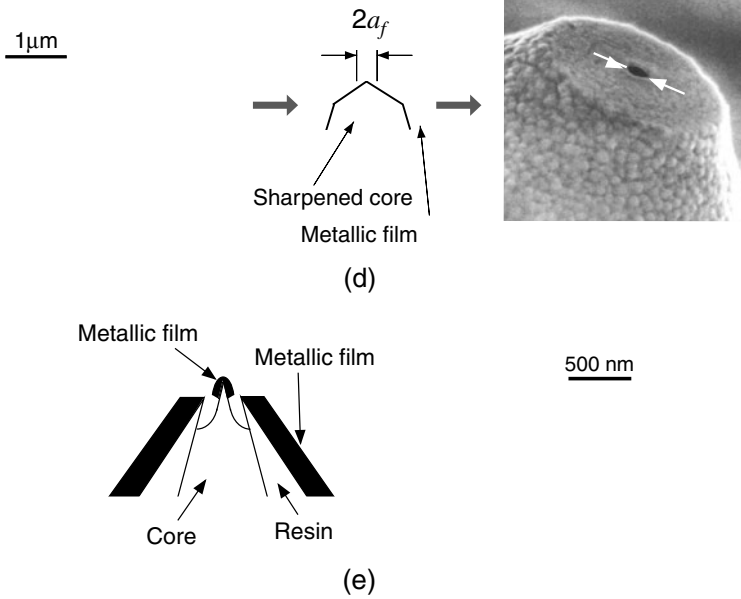 1μm
2a_f
Sharpened core
Metallic film
(d)
Metallic film
Metallic film
500 nm
Core
Resin
(e)